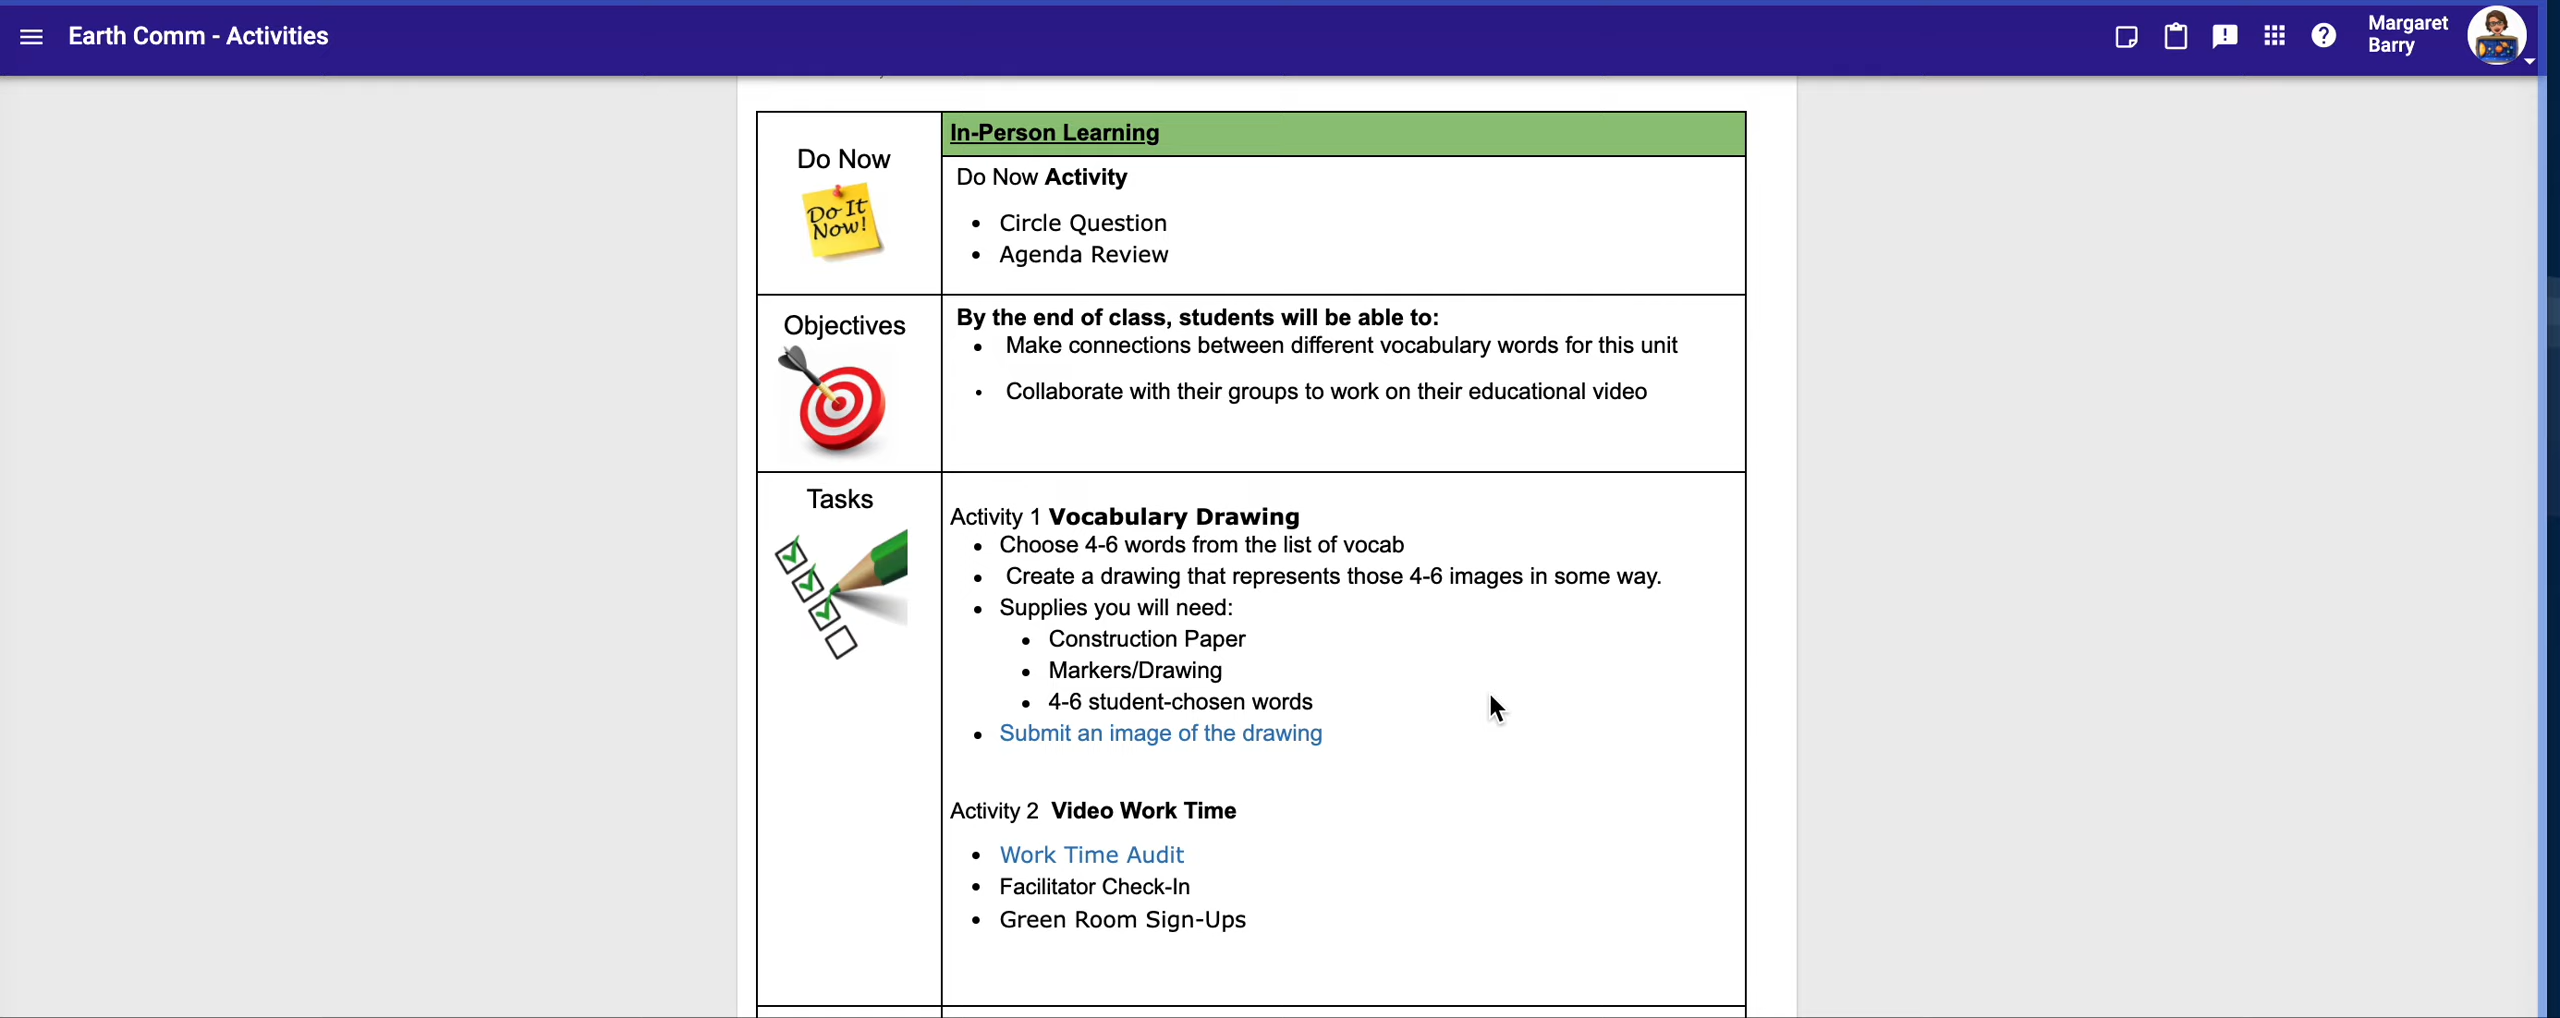 Earth Comm - Activities
Margaret
Barry
Do Now
Do It
Now!
In-Person Learning
Do Now Activity
Circle Question
Agenda Review
Objectives
By the end of class, students will be able to:
Make connections between different vocabulary words for this unit
Collaborate with their groups to work on their educational video
Tasks
Activity 1 Vocabulary Drawing
Choose 4-6 words from the list of vocab
Create a drawing that represents those 4-6 images in some way.
Supplies you will need:
Construction Paper
Markers/Drawing
4-6 student-chosen words
Submit an image of the drawing
Activity 2 Video Work Time
Work Time Audit
Facilitator Check-In
Green Room Sign-Ups